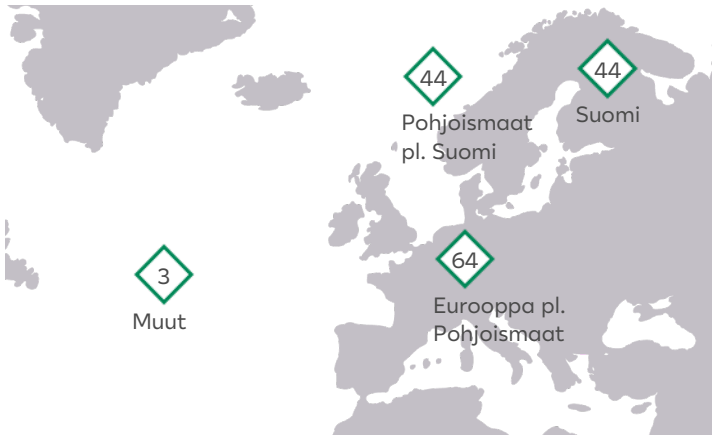 44
Pohjoismaat
pl. Suomi
44
Suomi
3
Muut
64
Eurooppa pl.
Pohjoismaat